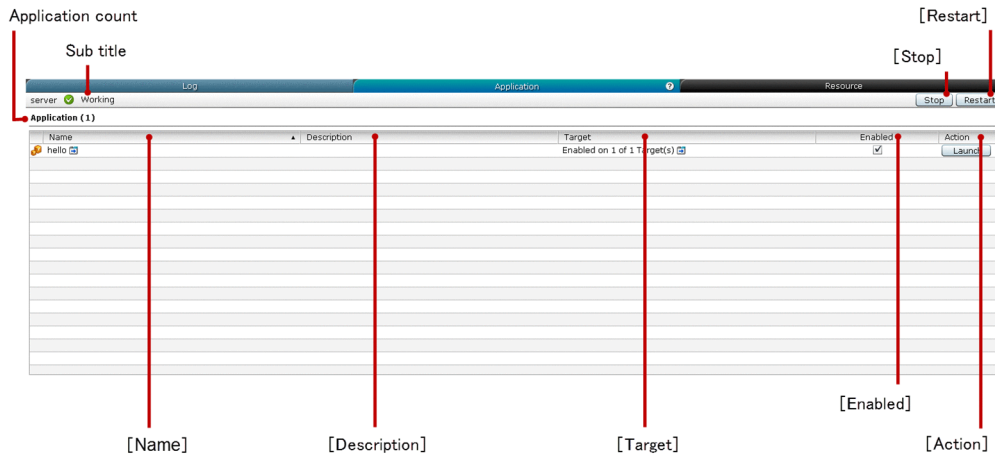 Application count
[Restart]
Sub title
[Stop]
Log
Application
Resource
server Working
Stop Restart
Application (1)
Name Description Target Enabled Action
hello Enabled on 1 of 1 Target(s) Launch
[Enabled]
[Name] [Description] [Target] [Action]